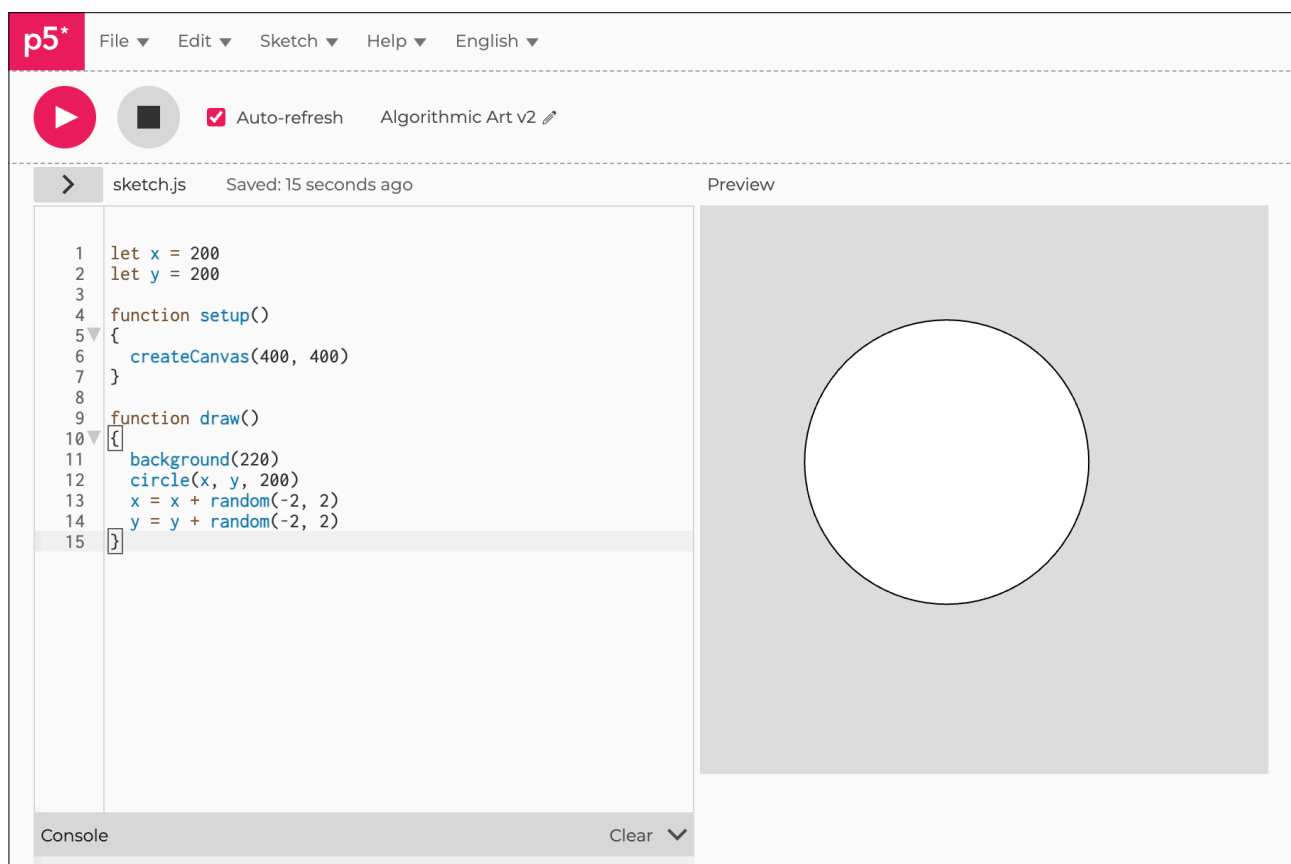 p5* File Edit Sketch Help English
Auto-refresh Algorithmic Art v2
sketch.js Saved: 15 seconds ago Preview
1 let x = 200
2 let y = 200
3
4 function setup()
5 {
6 createCanvas(400, 400)
7 }
8
9 function draw()
10 {
11 background(220)
12 circle(x, y, 200)
13 x = x + random(-2, 2)
14 y = y + random(-2, 2)
15 }
Console Clear